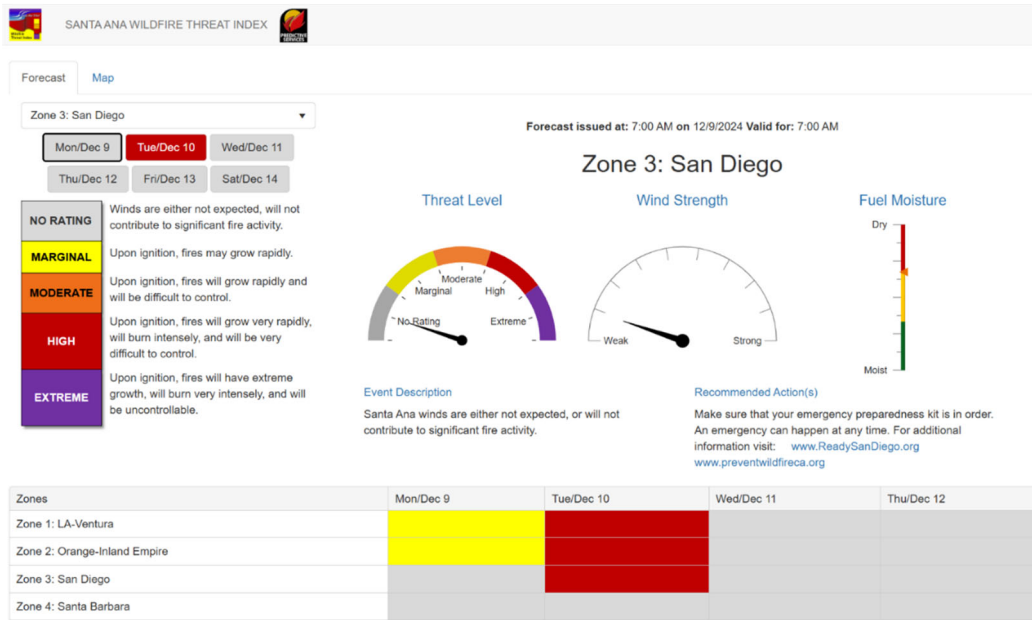 SANTA ANA WILDFIRE THREAT INDEX
PREDICTIVE
SERVICES
Forecast
Map
Zone 3: San Diego
Mon/Dec 9
Tue/Dec 10
Wed/Dec 11
Thu/Dec 12
Fri/Dec 13
Sat/Dec 14
NO RATING
Winds are either not expected, will not
contribute to significant fire activity.
MARGINAL
Upon ignition, fires may grow rapidly.
MODERATE
Upon ignition, fires will grow rapidly and
will be difficult to control.
HIGH
Upon ignition, fires will grow very rapidly,
will burn intensely, and will be very
difficult to control.
EXTREME
Upon ignition, fires will have extreme
growth, will burn very intensely, and will
be uncontrollable.
Forecast issued at: 7:00 AM on 12/9/2024 Valid for: 7:00 AM
Zone 3: San Diego
Threat Level
No Rating
Marginal
Moderate
High
Extreme
Wind Strength
Weak
Strong
Fuel Moisture
Dry
Moist
Event Description
Santa Ana winds are either not expected, or will not
contribute to significant fire activity.
Recommended Action(s)
Make sure that your emergency preparedness kit is in order.
An emergency can happen at any time. For additional
information visit: www.ReadySanDiego.org
www.preventwildfireca.org
Zones Mon/Dec 9 Tue/Dec 10 Wed/Dec 11 Thu/Dec 12
Zone 1: LA-Ventura
Zone 2: Orange-Inland Empire
Zone 3: San Diego
Zone 4: Santa Barbara